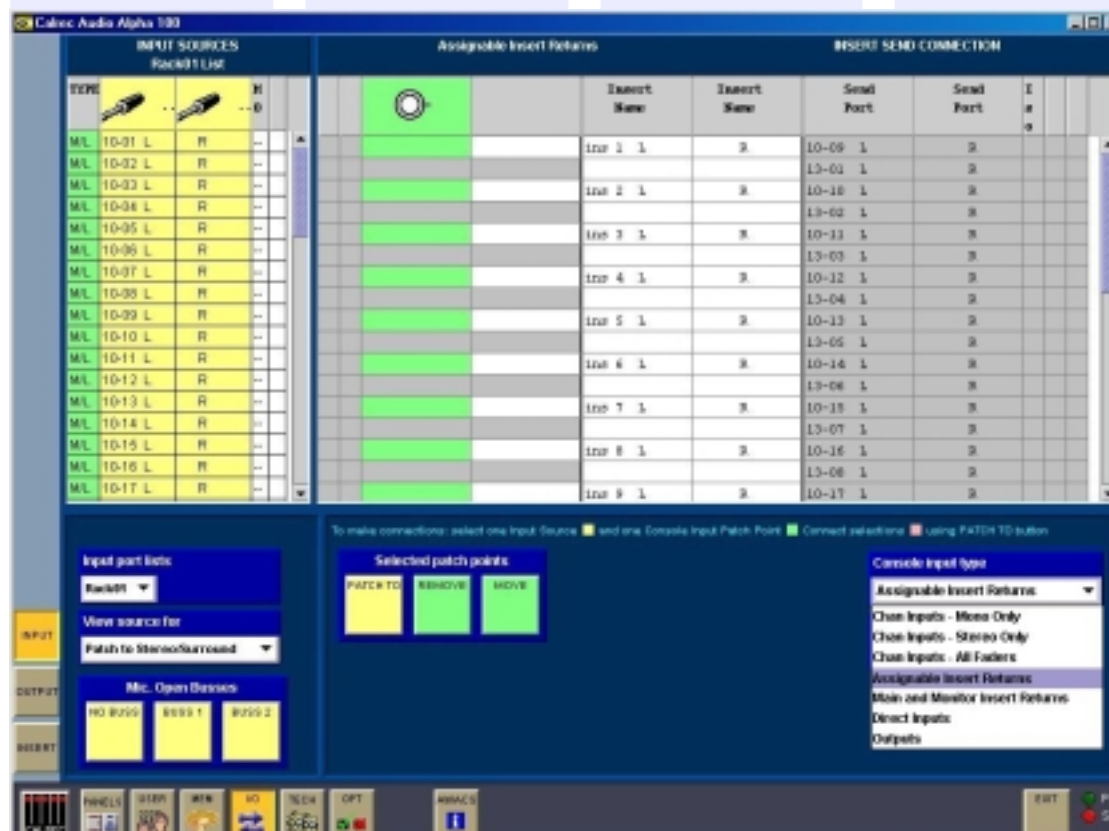 Calrec Audio Alpha 100
INPUT SOURCES
Rack01 List
Assignable Insert Returns
INSERT SEND CONNECTION
TYPE
Insert Name
Insert Name
Send Port
Send Port
Iso
M/L 10-01 L R --
M/L 10-02 L R --
M/L 10-03 L R --
M/L 10-04 L R --
M/L 10-05 L R --
M/L 10-06 L R --
M/L 10-07 L R --
M/L 10-08 L R --
M/L 10-09 L R --
M/L 10-10 L R --
M/L 10-11 L R --
M/L 10-12 L R --
M/L 10-13 L R --
M/L 10-14 L R --
M/L 10-15 L R --
M/L 10-16 L R --
M/L 10-17 L R --
ins 1 L R 10-09 L R
13-01 L R
ins 2 L R 10-10 L R
13-02 L R
ins 3 L R 10-11 L R
13-03 L R
ins 4 L R 10-12 L R
13-04 L R
ins 5 L R 10-13 L R
13-05 L R
ins 6 L R 10-14 L R
13-06 L R
ins 7 L R 10-15 L R
13-07 L R
ins 8 L R 10-16 L R
13-08 L R
ins 9 L R 10-17 L R
To make connections: select one Input Source and one Console Input Patch Point Connect selections using PATCH TO button
Input port lists
Rack01
View source for
Patch to Stereo/Surround
Mic. Open Busses
NO BUSS BUSS 1 BUSS 2
Selected patch points
PATCH TO REMOVE MOVE
Console input type
Assignable Insert Returns
Chan Inputs - Mono Only
Chan Inputs - Stereo Only
Chan Inputs - All Faders
Assignable Insert Returns
Main and Monitor Insert Returns
Direct Inputs
Outputs
INPUT
OUTPUT
INSERT
PANELS USER MEM I/O TECH OPT AWACS EXIT